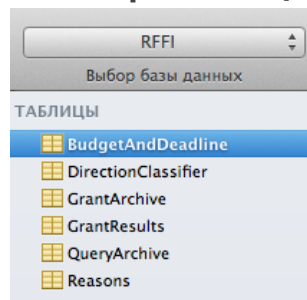 RFFI
Выбор базы данных
ТАБЛИЦЫ
BudgetAndDeadline
DirectionClassifier
GrantArchive
GrantResults
QueryArchive
Reasons